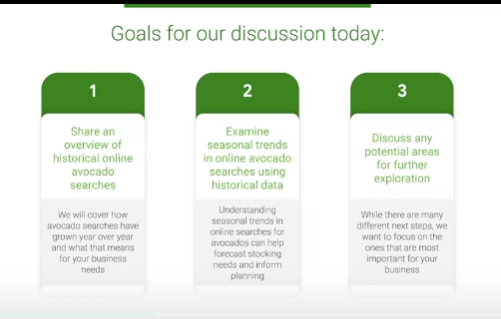 Goals for our discussion today:
1
Share an
overview of
historical online
avocado
searches
We will cover how
avocado searches have
grown year over year
and what that means
for your business
needs
2
Examine
seasonal trends
in online avocado
searches using
historical data
Understanding
seasonal trends in
online searches for
avocados can help
forecast stocking
needs and inform
planning
3
Discuss any
potential areas
for further
exploration
While there are many
different next steps, we
want to focus on the
ones that are most
important for your
business